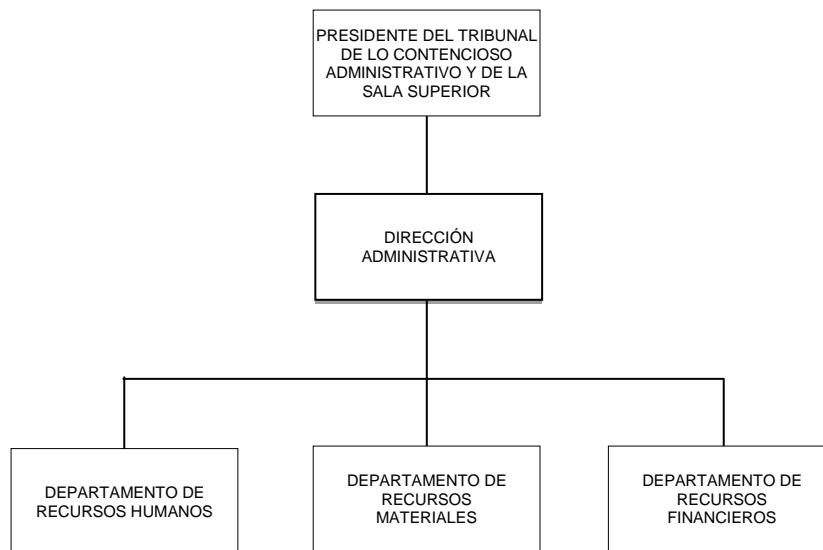 PRESIDENTE DEL TRIBUNAL
DE LO CONTENCIOSO
ADMINISTRATIVO Y DE LA
SALA SUPERIOR
DIRECCIÓN
ADMINISTRATIVA
DEPARTAMENTO DE
RECURSOS HUMANOS
DEPARTAMENTO DE
RECURSOS
MATERIALES
DEPARTAMENTO DE
RECURSOS
FINANCIEROS